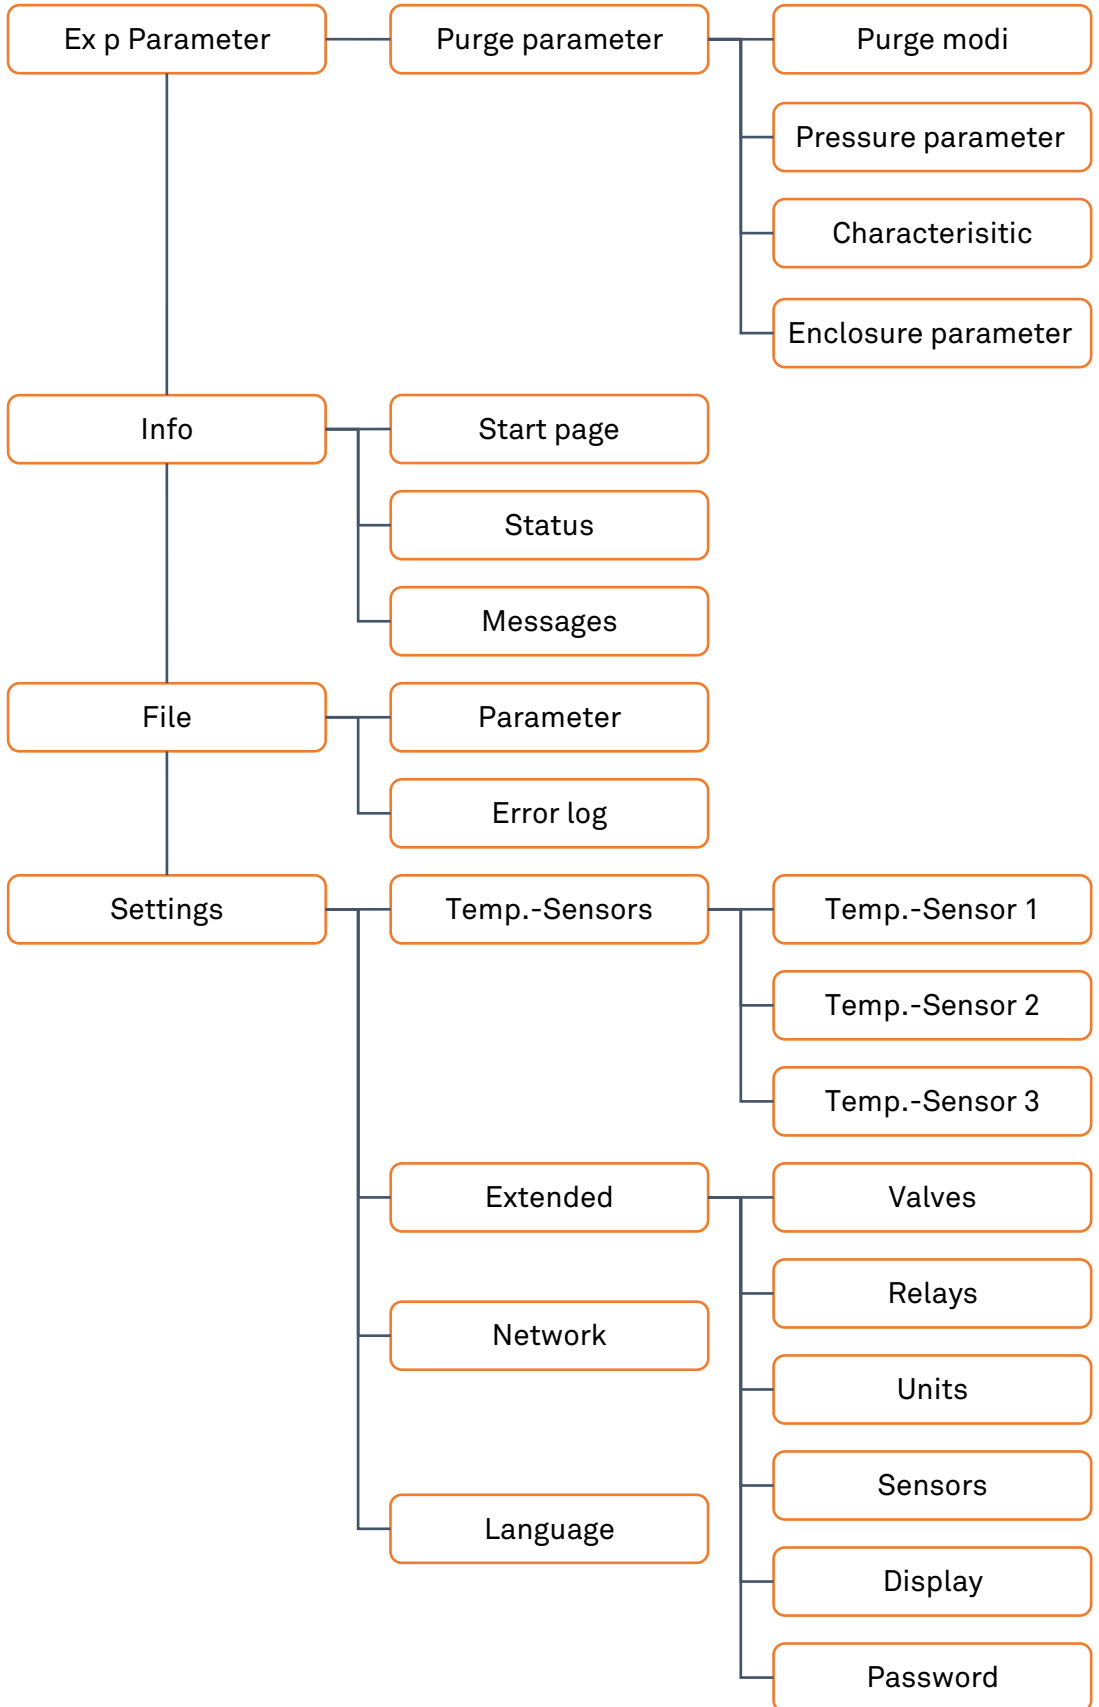 Ex p Parameter
Purge parameter
Purge modi
Pressure parameter
Characterisitic
Enclosure parameter
Info
Start page
Status
Messages
File
Parameter
Error log
Settings
Temp.-Sensors
Temp.-Sensor 1
Temp.-Sensor 2
Temp.-Sensor 3
Extended
Valves
Relays
Units
Sensors
Display
Password
Network
Language